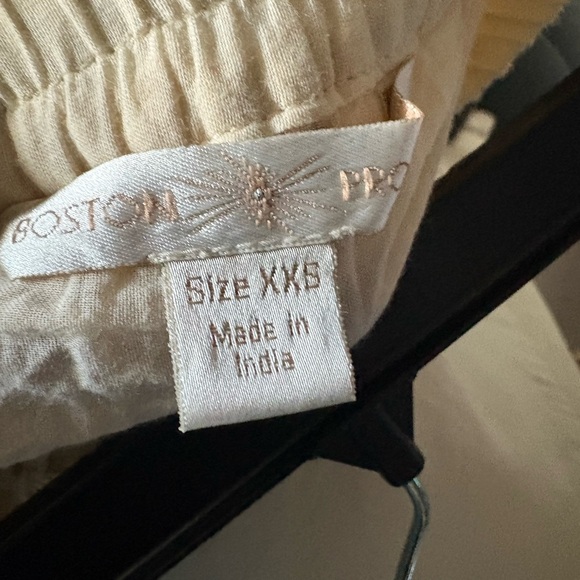 BOSTON PRO
Size XXS
Made in
India